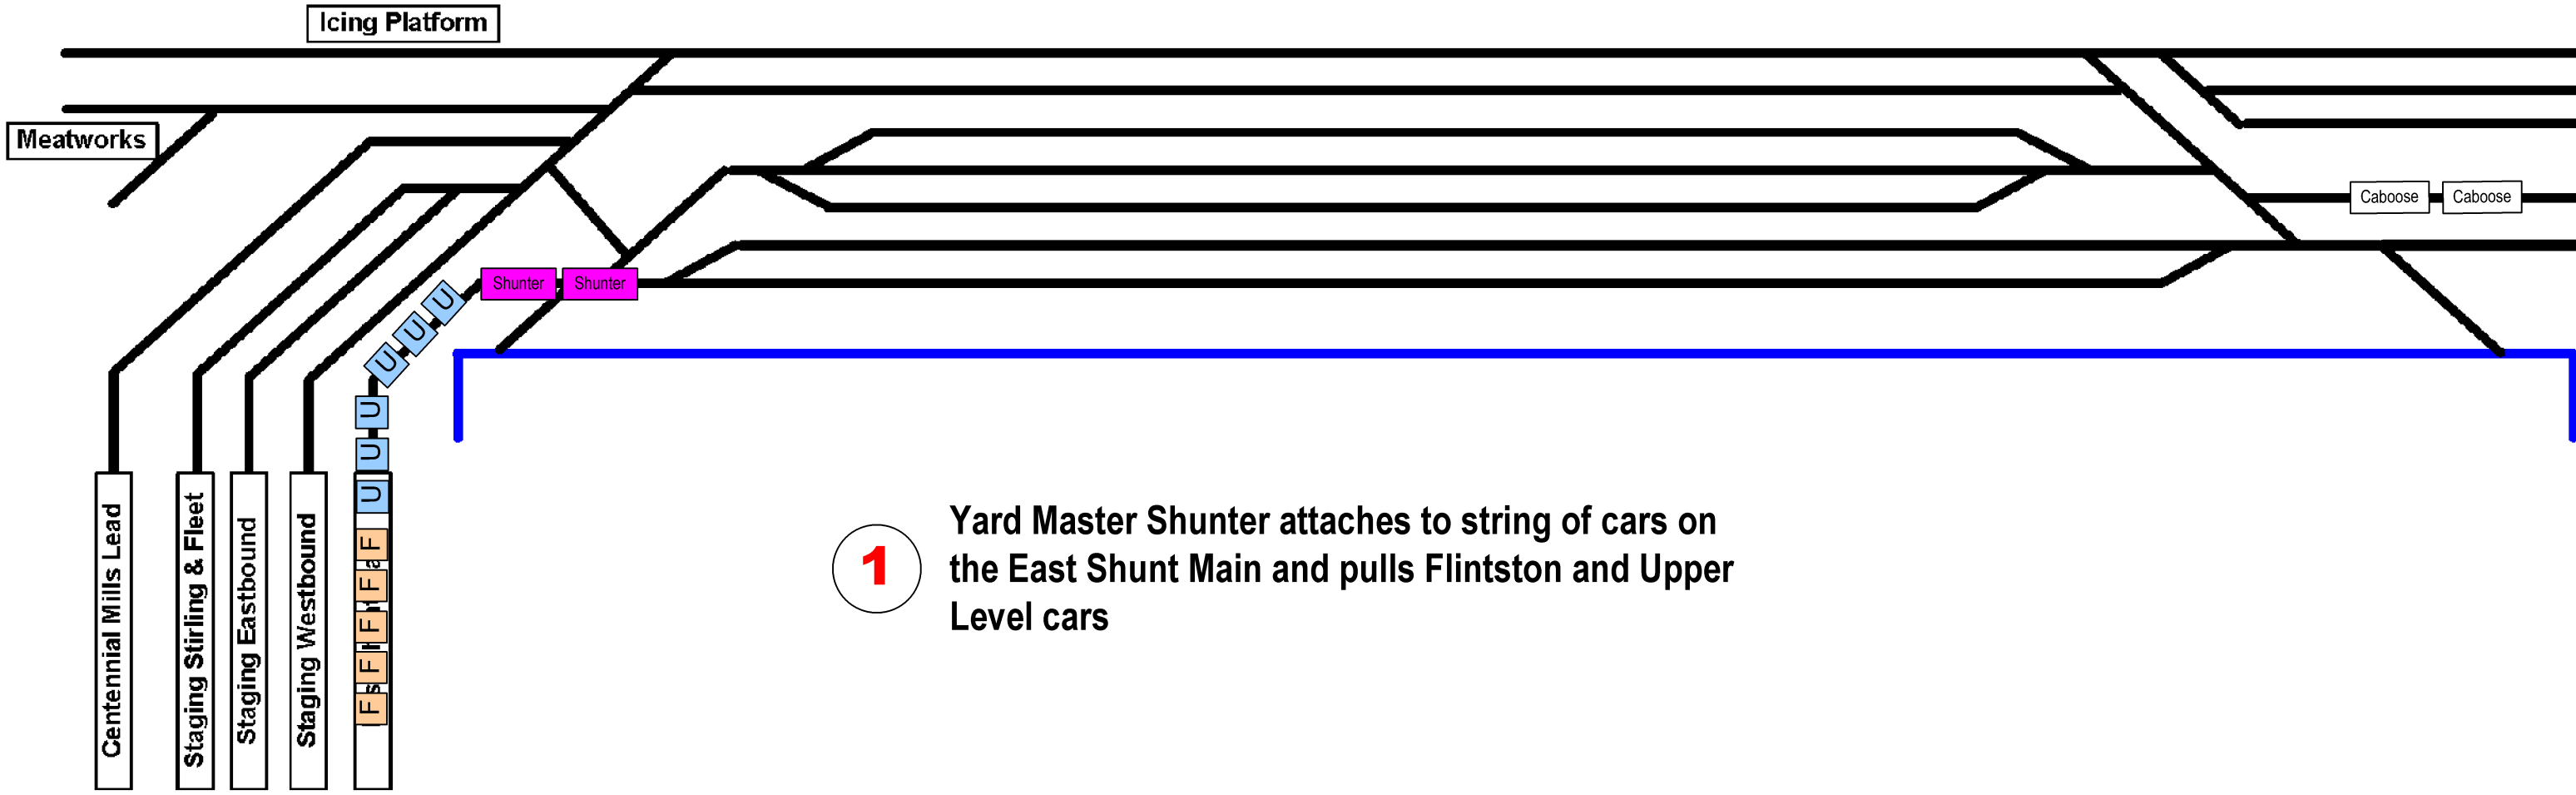 Icing Platform
Meatworks
Caboose
Caboose
Shunter
Shunter
U
U
U
U
U
U
F
F
F
F
F
Centennial Mills Lead
Staging Stirling & Fleet
Staging Eastbound
Staging Westbound
1
Yard Master Shunter attaches to string of cars on
the East Shunt Main and pulls Flintston and Upper
Level cars